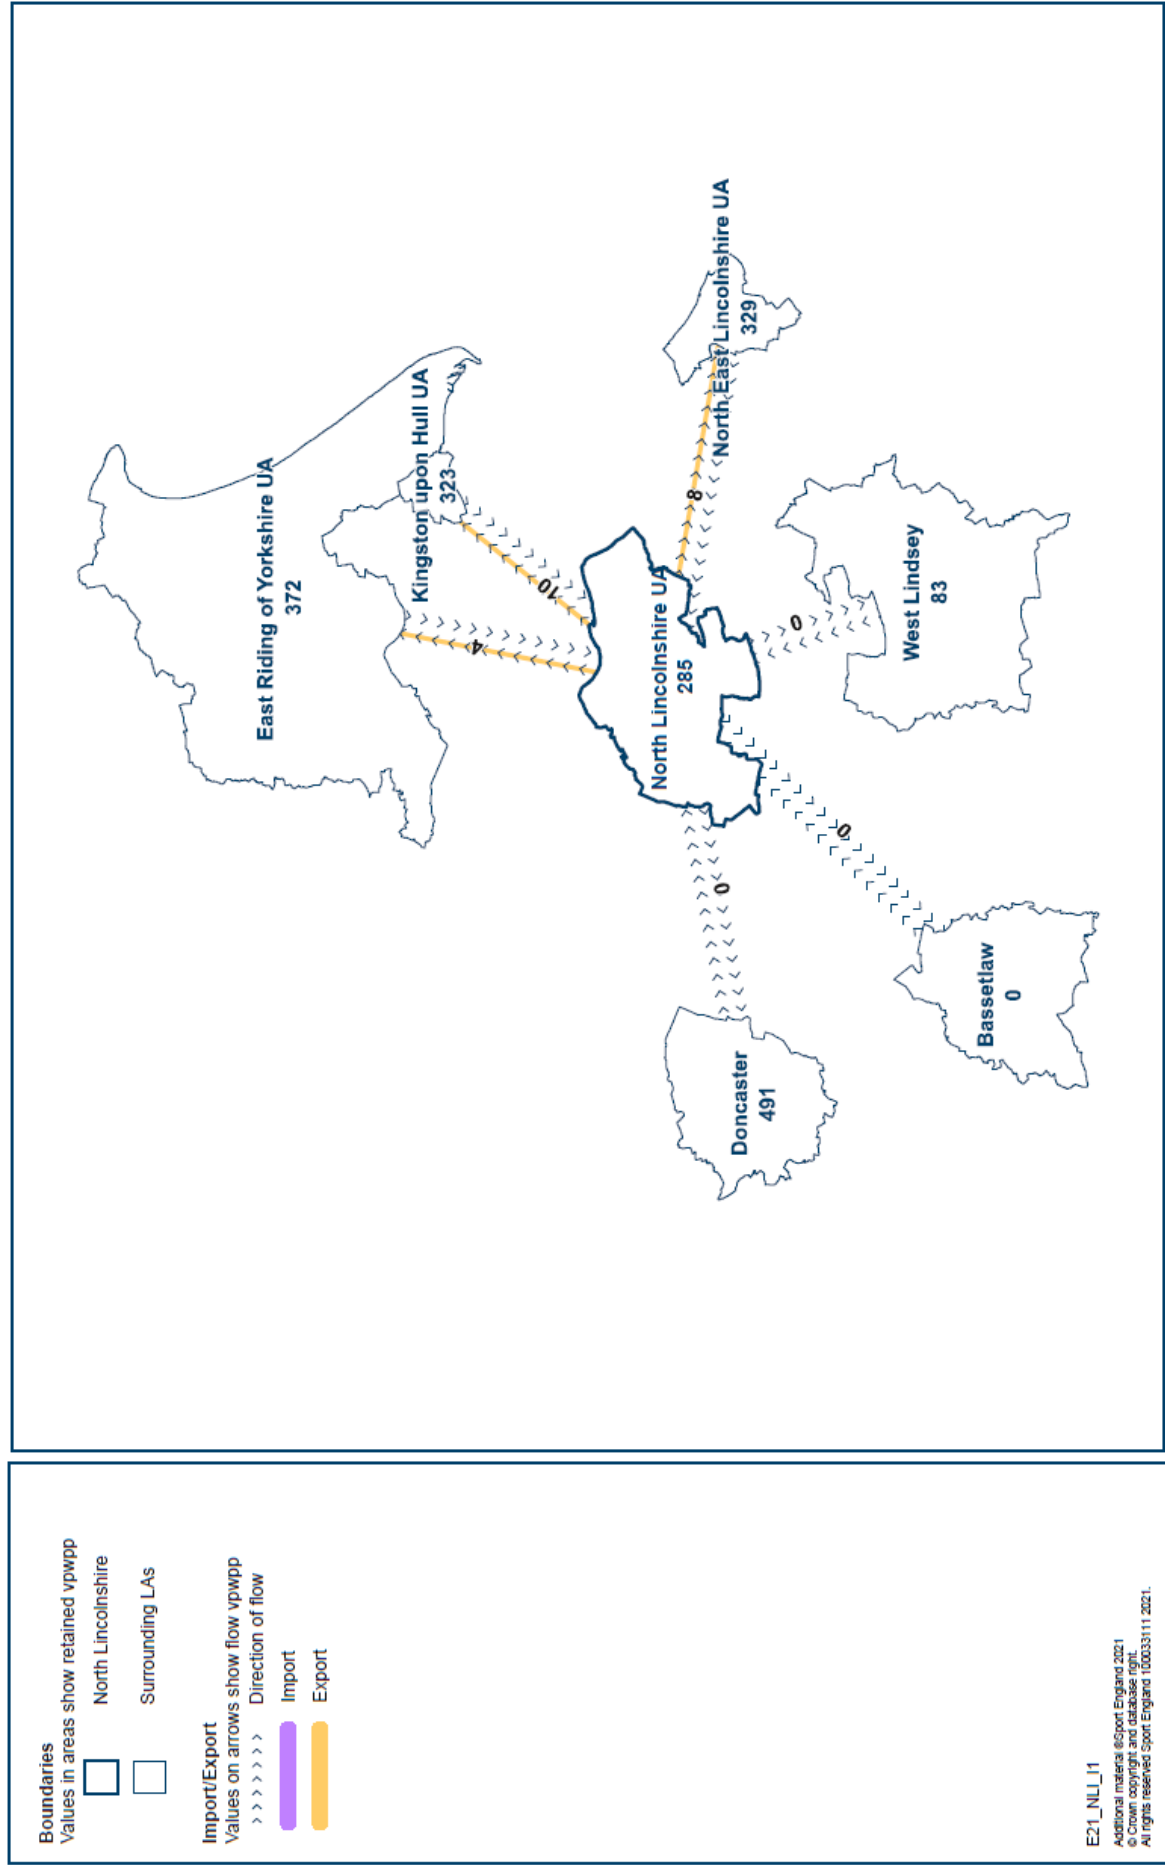 Boundaries
Values in areas show retained vpwpp
North Lincolnshire
Surrounding LAs
Import/Export
Values on arrows show flow vpwpp
Direction of flow
Import
Export
E21_NLI_I1
Additional material @Sport England 2021
© Crown copyright and database right.
All rights reserved Sport England 100033111 2021.
East Riding of Yorkshire UA
372
Kingston upon Hull UA
323
4
10
North Lincolnshire UA
285
8
North East Lincolnshire UA
329
0
Doncaster
491
0
West Lindsey
83
0
Bassetlaw
0